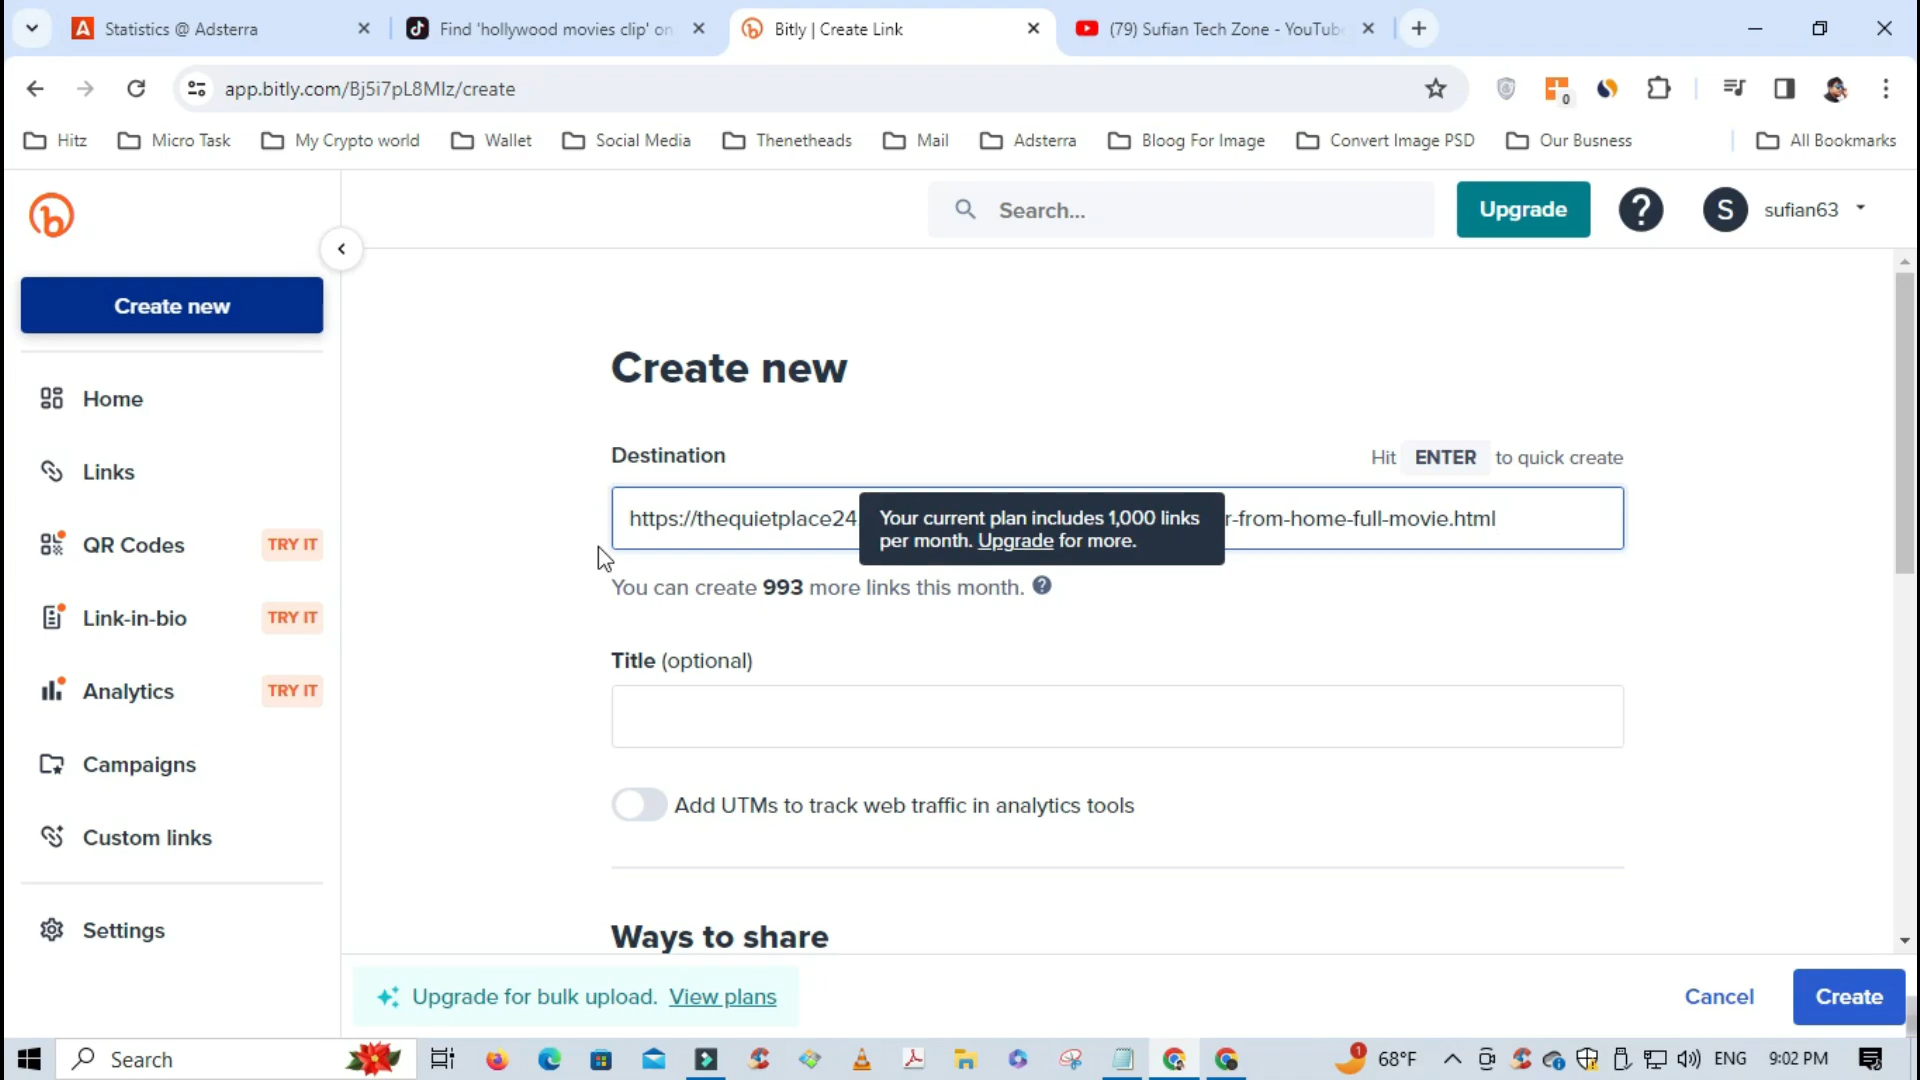 Statistics @ Adsterra
Find 'hollywood movies clip' on
Bitly | Create Link
(79) Sufian Tech Zone - YouTube
app.bitly.com/Bj5i7pL8MIz/create
0
Hitz
Micro Task
My Crypto world
Wallet
Social Media
Thenetheads
Mail
Adsterra
Bloog For Image
Convert Image PSD
Our Busness
All Bookmarks
Search...
Upgrade
S
sufian63
Create new
Home
Links
QR Codes
TRY IT
Link-in-bio
TRY IT
Analytics
TRY IT
Campaigns
Custom links
Settings
Create new
Destination
Hit ENTER to quick create
https://thequietplace24
r-from-home-full-movie.html
Your current plan includes 1,000 links
per month. Upgrade for more.
You can create 993 more links this month.
Title (optional)
Add UTMs to track web traffic in analytics tools
Ways to share
Upgrade for bulk upload. View plans
Cancel
Create
Search
1
68°F
ENG
9:02 PM